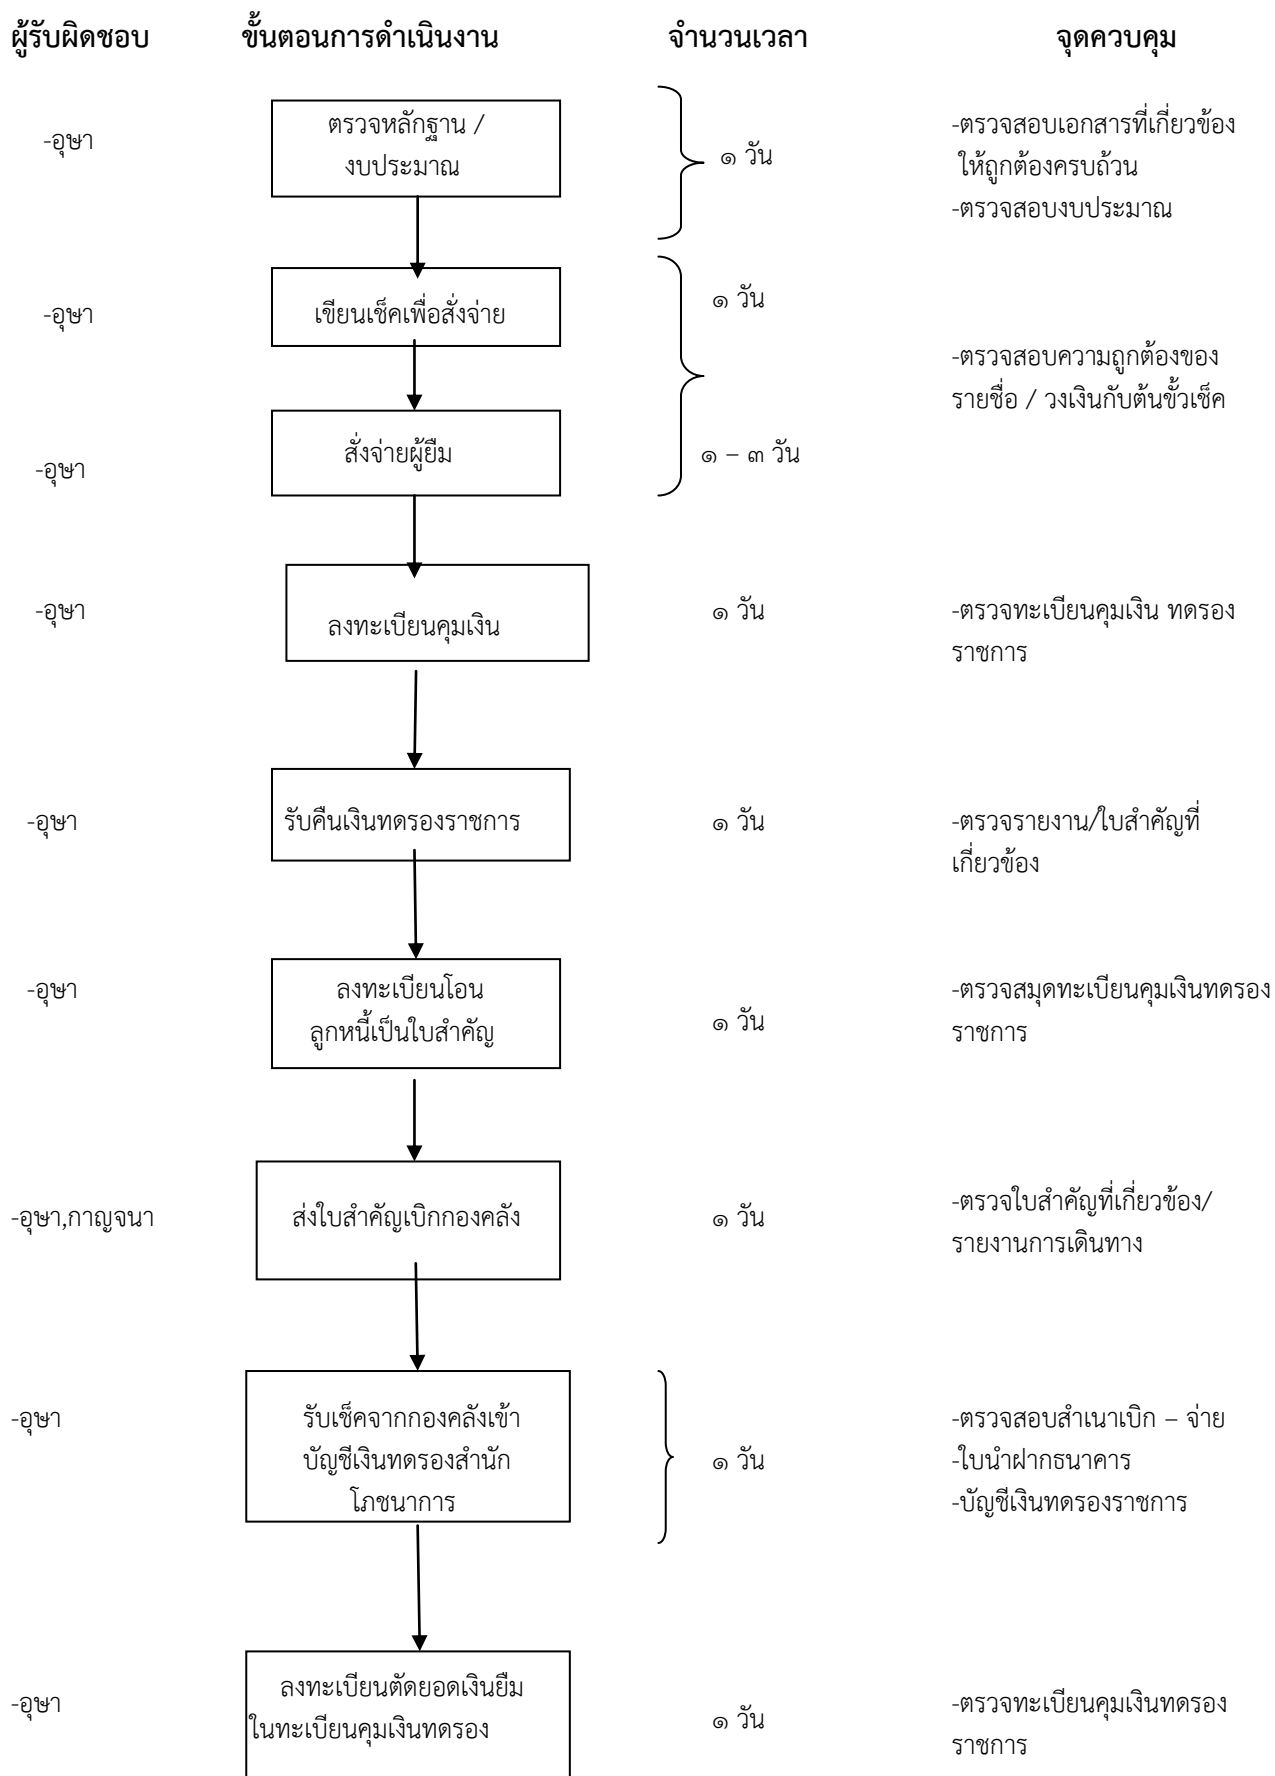 ผู้รับผิดชอบ ขั้นตอนการดำเนินงาน จำนวนเวลา จุดควบคุม
-อุษา
ตรวจหลักฐาน /
งบประมาณ
๑ วัน
-ตรวจสอบเอกสารที่เกี่ยวข้อง
ให้ถูกต้องครบถ้วน
-ตรวจสอบงบประมาณ
-อุษา
เขียนเช็คเพื่อสั่งจ่าย
๑ วัน
-ตรวจสอบความถูกต้องของ
รายชื่อ / วงเงินกับต้นขั้วเช็ค
-อุษา
สั่งจ่ายผู้ยืม
๑ – ๓ วัน
-อุษา
ลงทะเบียนคุมเงิน
๑ วัน
-ตรวจทะเบียนคุมเงิน ทดรอง
ราชการ
-อุษา
รับคืนเงินทดรองราชการ
๑ วัน
-ตรวจรายงาน/ใบสำคัญที่
เกี่ยวข้อง
-อุษา
ลงทะเบียนโอน
ลูกหนี้เป็นใบสำคัญ
๑ วัน
-ตรวจสมุดทะเบียนคุมเงินทดรอง
ราชการ
-อุษา,กาญจนา
ส่งใบสำคัญเบิกกองคลัง
๑ วัน
-ตรวจใบสำคัญที่เกี่ยวข้อง/
รายงานการเดินทาง
-อุษา
รับเช็คจากกองคลังเข้า
บัญชีเงินทดรองสำนัก
โภชนาการ
๑ วัน
-ตรวจสอบสำเนาเบิก – จ่าย
-ใบนำฝากธนาคาร
-บัญชีเงินทดรองราชการ
-อุษา
ลงทะเบียนตัดยอดเงินยืม
ในทะเบียนคุมเงินทดรอง
๑ วัน
-ตรวจทะเบียนคุมเงินทดรอง
ราชการ